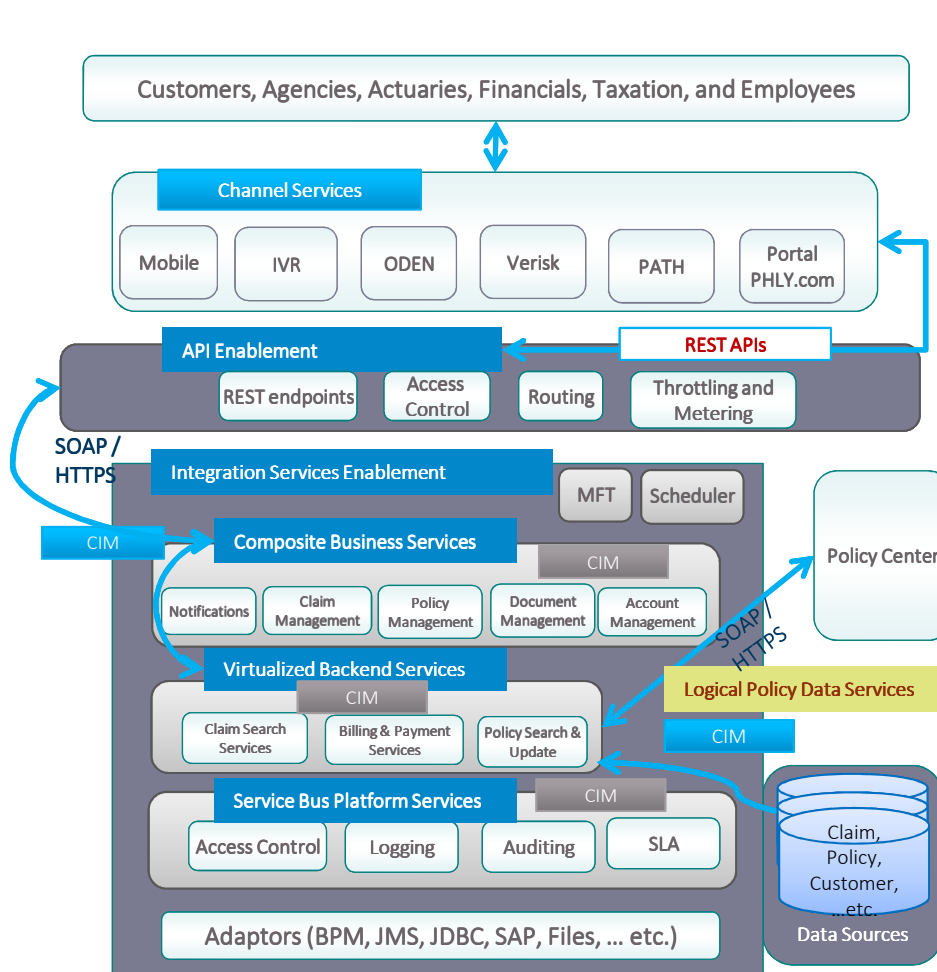 Customers, Agencies, Actuaries, Financials, Taxation, and Employees
Channel Services
Mobile
IVR
ODEN
Verisk
PATH
Portal
PHLY.com
API Enablement
REST APIs
REST endpoints
Access
Control
Routing
Throttling and
Metering
SOAP /
HTTPS
Integration Services Enablement
MFT
Scheduler
CIM
Composite Business Services
CIM
Policy Center
Notifications
Claim
Management
Policy
Management
Document
Management
Account
Management
SOAP /
HTTPS
Virtualized Backend Services
CIM
Logical Policy Data Services
Claim Search
Services
Billing & Payment
Services
Policy Search &
Update
CIM
Service Bus Platform Services
CIM
Access Control
Logging
Auditing
SLA
Claim,
Policy,
Customer,
...etc.
Data Sources
Adaptors (BPM, JMS, JDBC, SAP, Files, ... etc.)